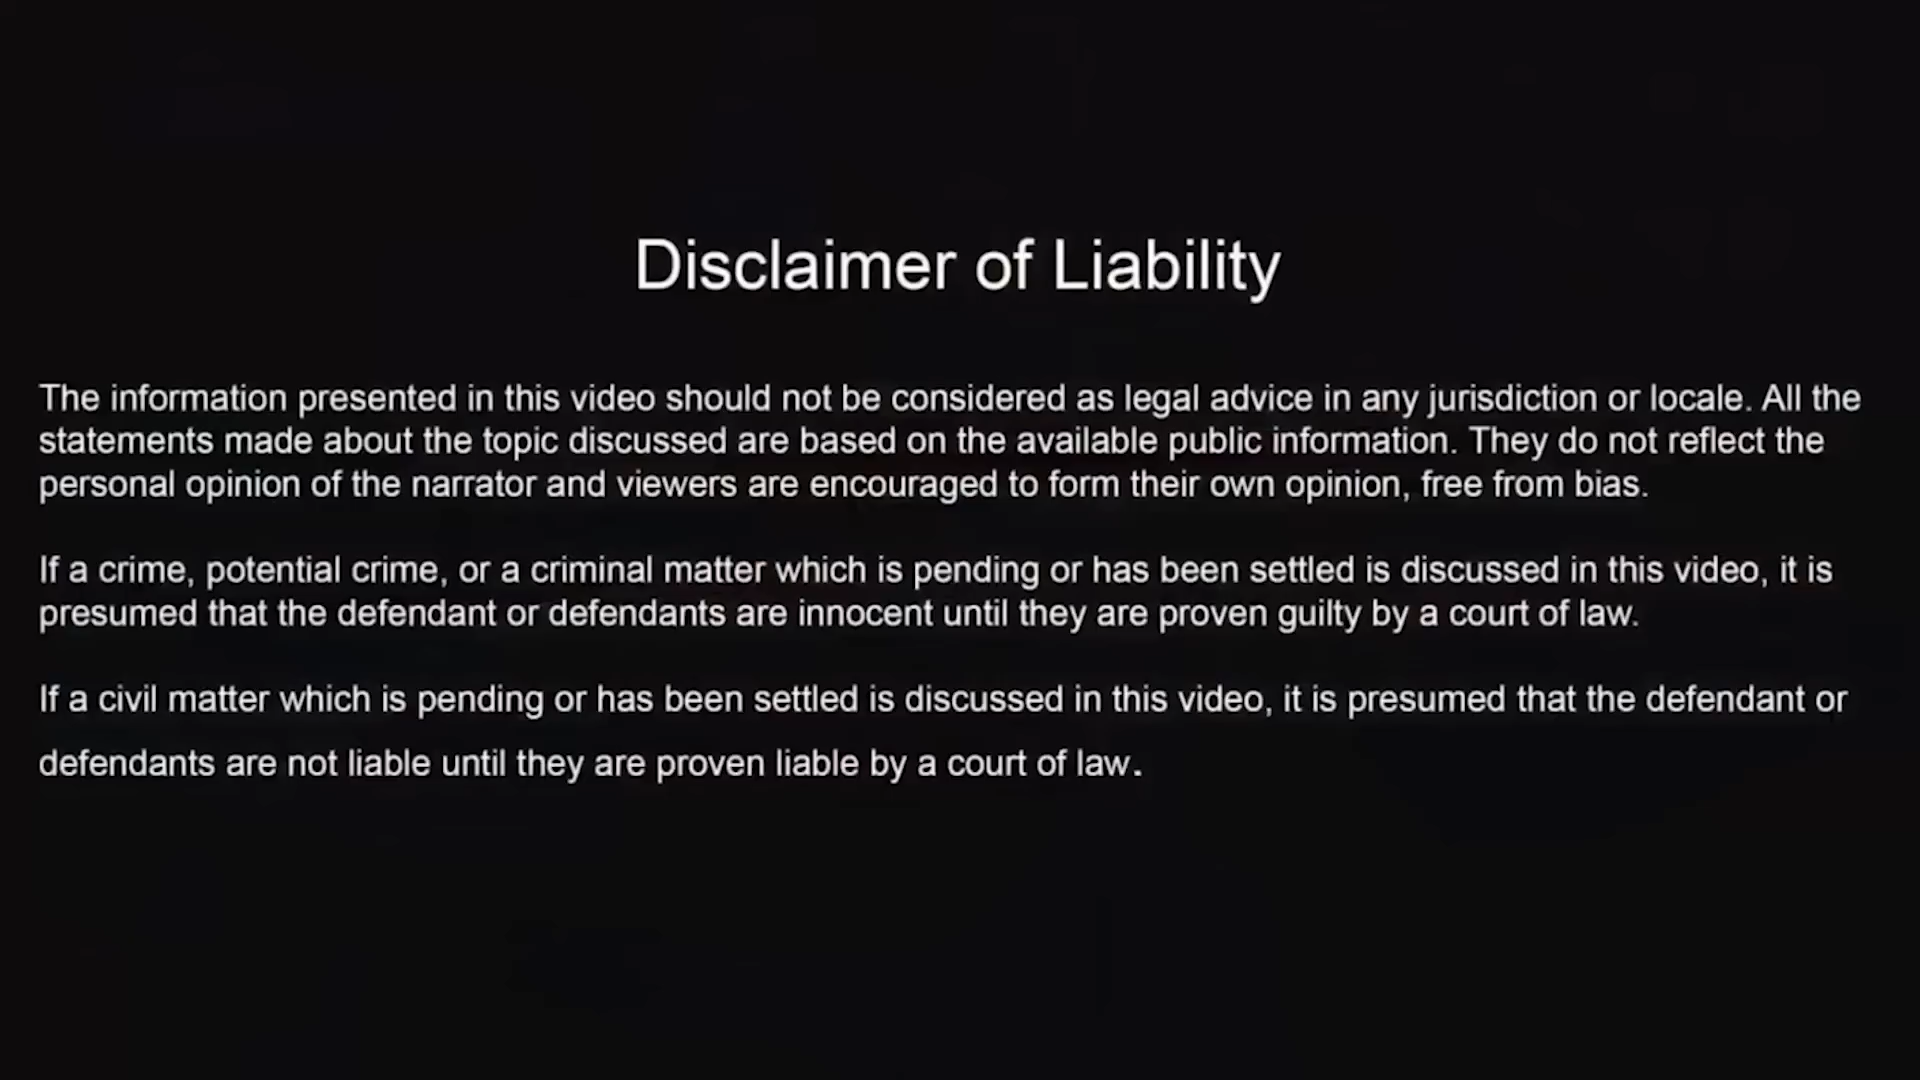 Disclaimer of Liability
The information presented in this video should not be considered as legal advice in any jurisdiction or locale. All the
statements made about the topic discussed are based on the available public information. They do not reflect the
personal opinion of the narrator and viewers are encouraged to form their own opinion, free from bias.
If a crime, potential crime, or a criminal matter which is pending or has been settled is discussed in this video, it is
presumed that the defendant or defendants are innocent until they are proven guilty by a court of law.
If a civil matter which is pending or has been settled is discussed in this video, it is presumed that the defendant or
defendants are not liable until they are proven liable by a court of law.